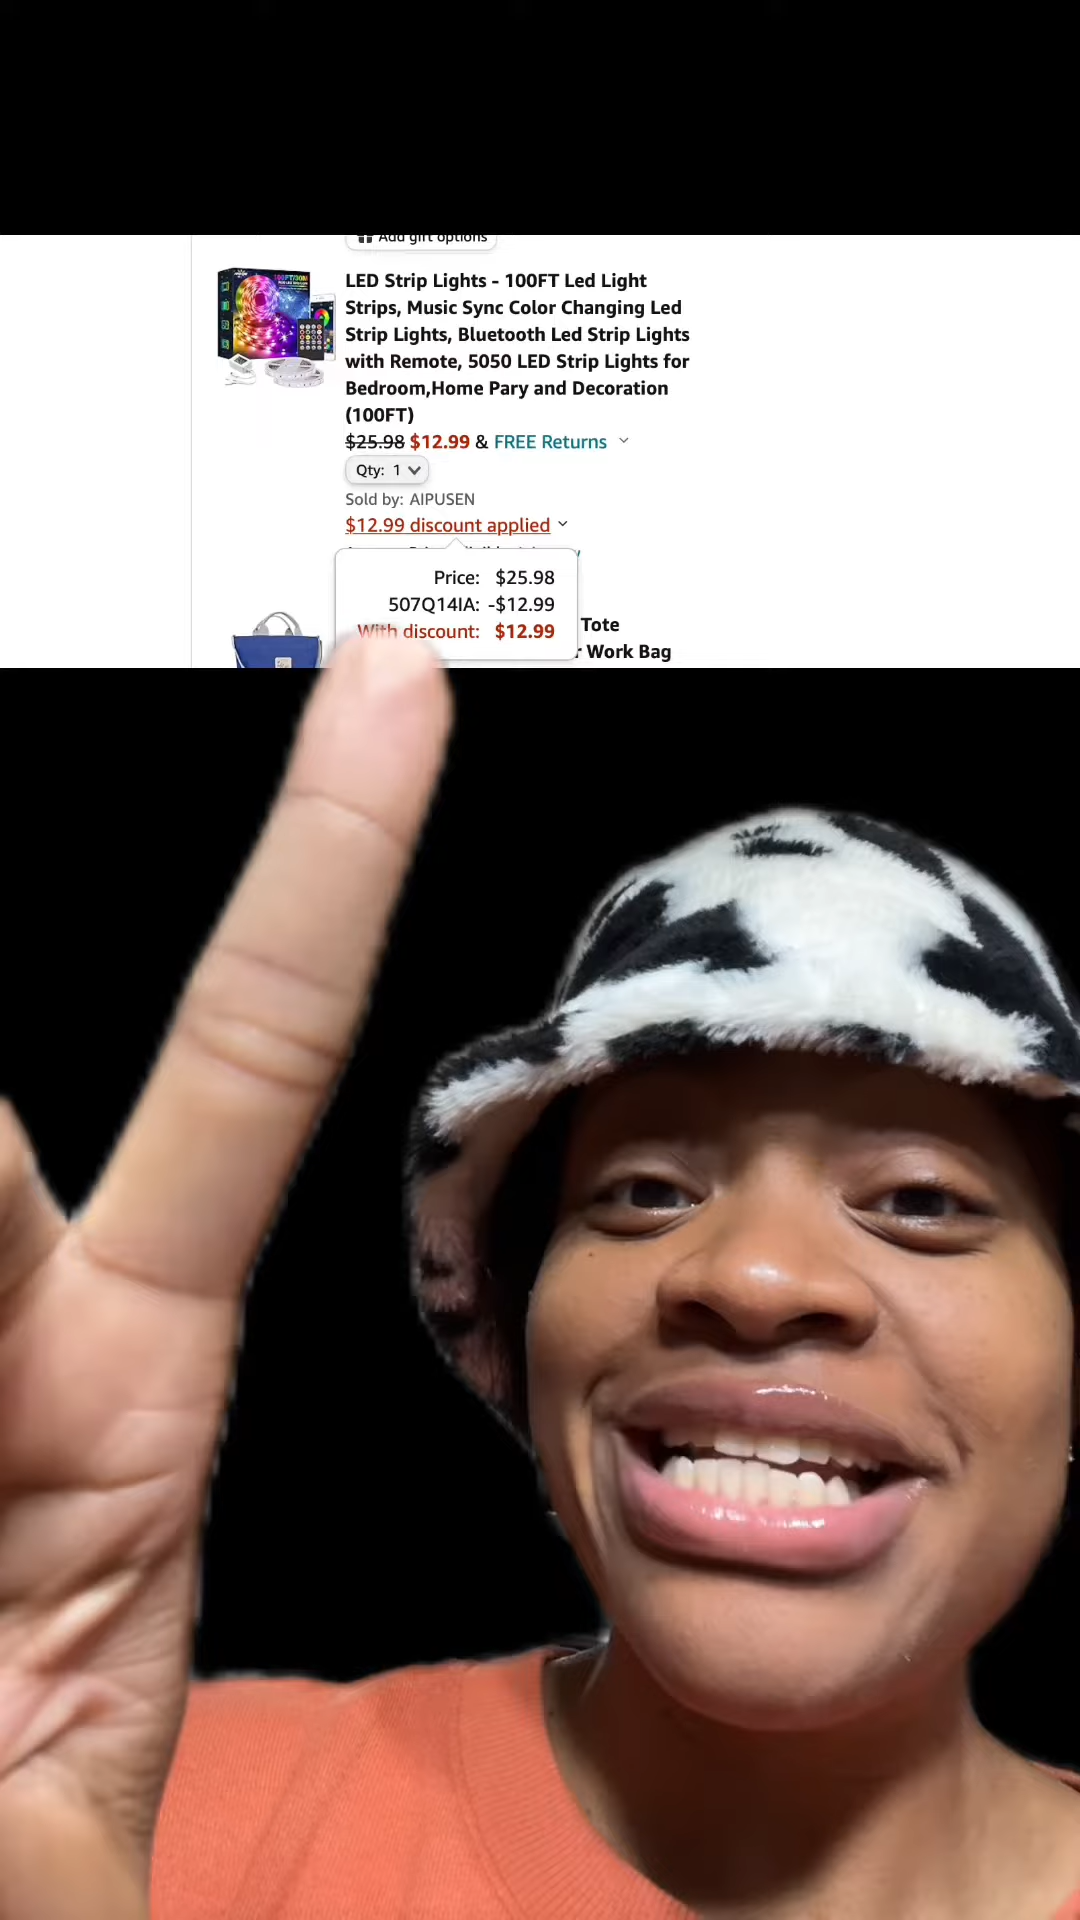 Add gift options
LED Strip Lights - 100FT Led Light
Strips, Music Sync Color Changing Led
Strip Lights, Bluetooth Led Strip Lights
with Remote, 5050 LED Strip Lights for
Bedroom,Home Pary and Decoration
(100FT)
$25.98 $12.99 & FREE Returns
Qty: 1
Sold by: AIPUSEN
$12.99 discount applied
Price: $25.98
507Q14IA: -$12.99
With discount: $12.99
Tote
Work Bag
100FT/30M